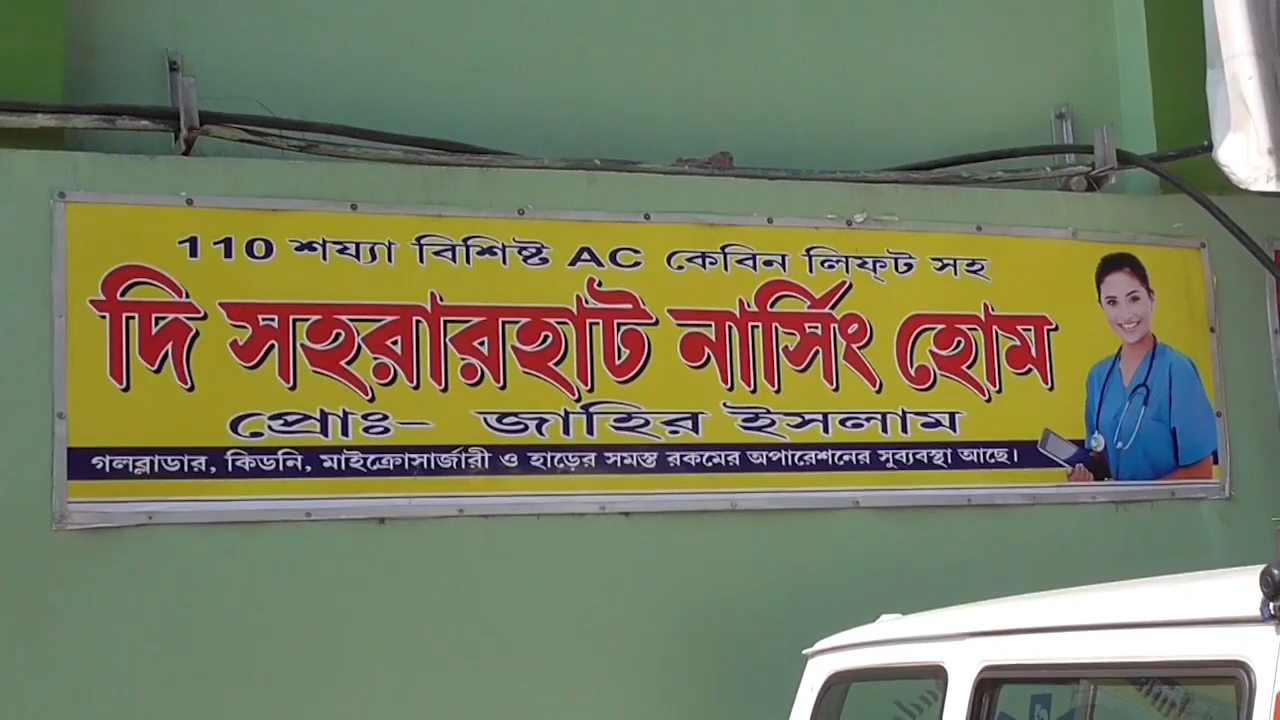 110 শয্যা বিশিষ্ট AC কেবিন লিফ্ট সহ
দি সহরারহাট নার্সিং হোম
প্রোঃ- জাহির ইসলাম
গলব্লাডার, কিডনি, মাইক্রোসার্জারী ও হাড়ের সমস্ত রকমের অপারেশনের সুব্যবস্থা আছে।